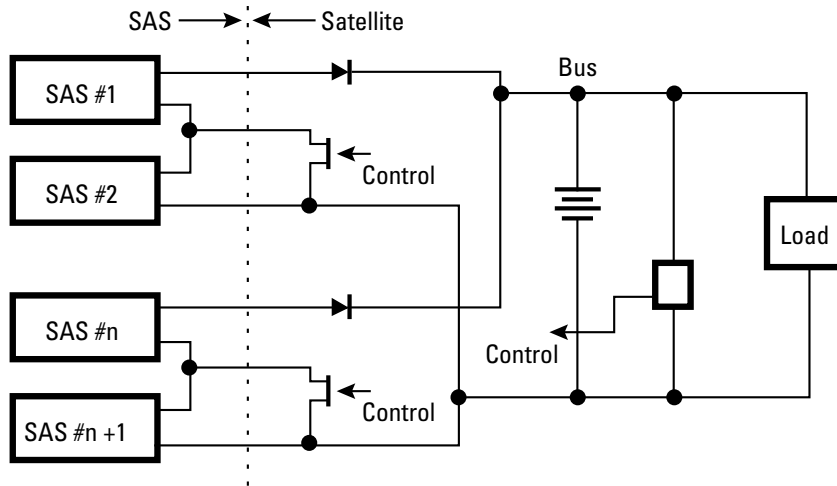 SAS
Satellite
SAS #1
Bus
SAS #2
Control
Load
SAS #n
Control
SAS #n +1
Control